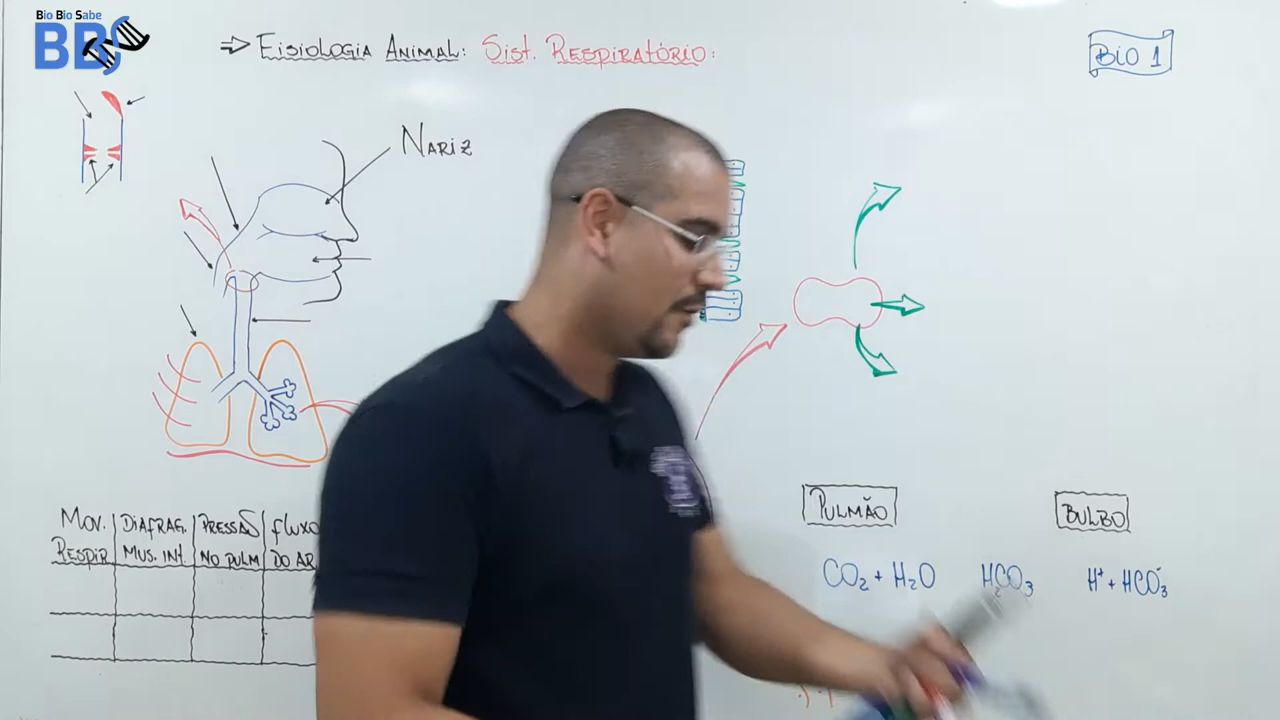 Bio Bio Sabe
BBS
⇒ Fisiologia Animal: Sist. Respiratório:
BIO 1
Nariz
Mov. Respir.
Diafrag. Mus. Int.
Pressão no Pulm
Fluxo do ar
Pulmão
Bulbo
CO₂ + H₂O
H₂CO₃
H⁺ + HCO₃⁻